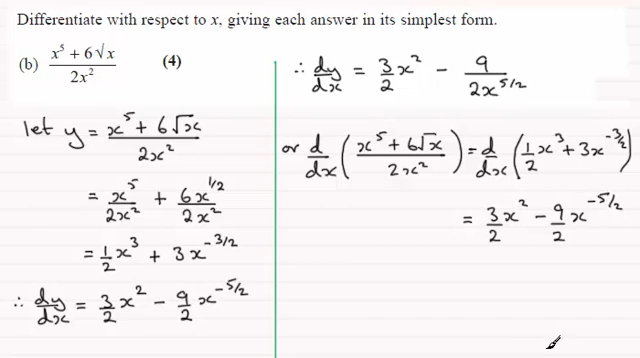 Differentiate with respect to x, giving each answer in its simplest form.
(b) (x⁵ + 6√x)/(2x²) (4)
let y = (x⁵ + 6√x)/(2x²)
= x⁵/(2x²) + 6x^(1/2)/(2x²)
= ½x³ + 3x^(-3/2)
∴ dy/dx = 3/2 x² - 9/2 x^(-5/2)
∴ dy/dx = 3/2 x² - 9/(2x^(5/2))
or d/dx ((x⁵ + 6√x)/(2x²)) = d/dx (½x³ + 3x^(-3/2))
= 3/2 x² - 9/2 x^(-5/2)